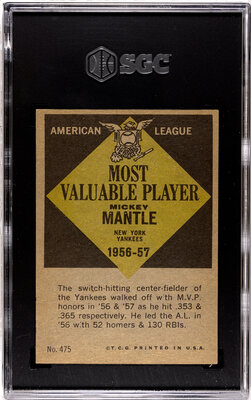 SGC
AMERICAN LEAGUE
MOST
VALUABLE PLAYER
MICKEY
MANTLE
NEW YORK
YANKEES
1956-57
The switch-hitting center-fielder of
the Yankees walked off with M.V.P.
honors in '56 & '57 as he hit .353 &
.365 respectively. He led the A.L. in
'56 with 52 homers & 130 RBIs.
No. 475 ©T.C.G. PRINTED IN U.S.A.